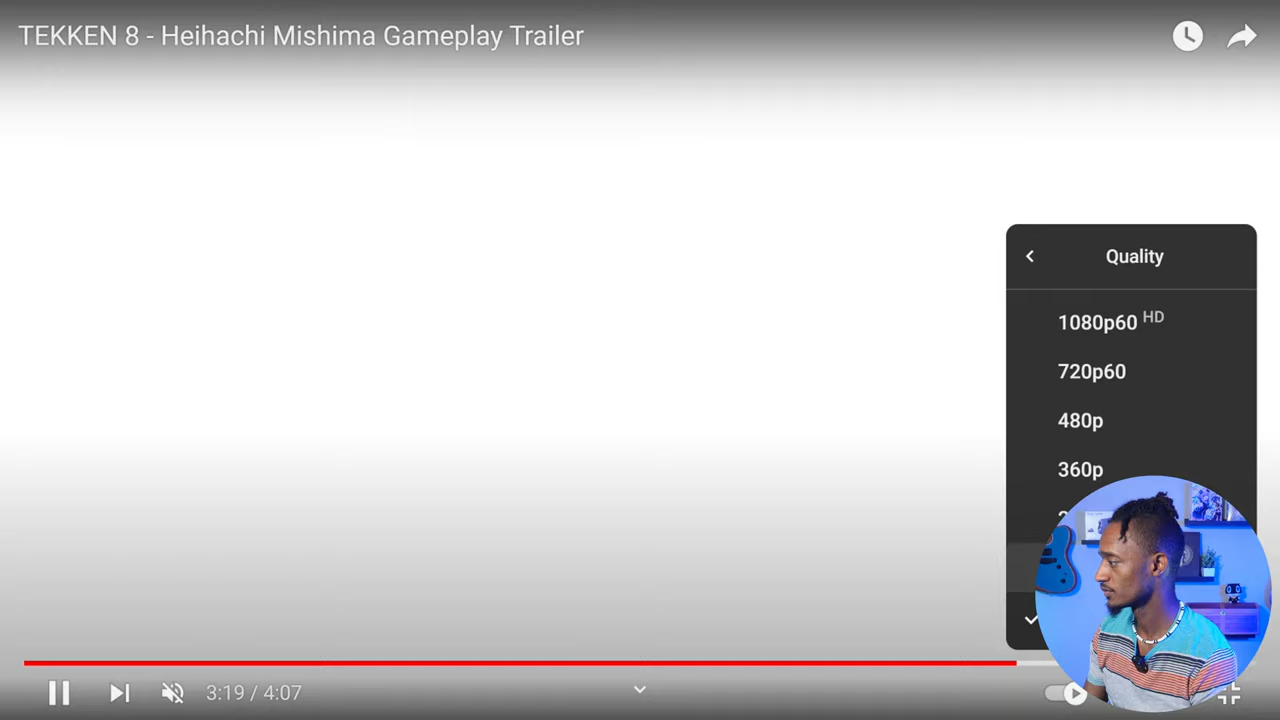 TEKKEN 8 - Heihachi Mishima Gameplay Trailer
Quality
1080p60 HD
720p60
480p
360p
3:19 / 4:07